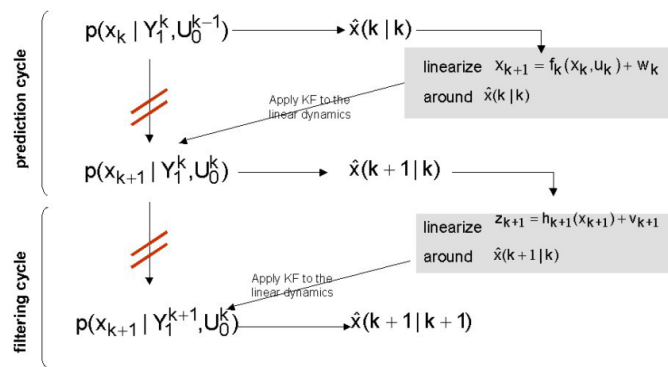 prediction cycle
p(x_k | Y_1^k, U_0^{k-1})
x̂(k | k)
linearize x_{k+1} = f_k(x_k, u_k) + w_k
around x̂(k | k)
Apply KF to the
linear dynamics
p(x_{k+1} | Y_1^k, U_0^k)
x̂(k + 1 | k)
filtering cycle
linearize z_{k+1} = h_{k+1}(x_{k+1}) + v_{k+1}
around x̂(k + 1 | k)
Apply KF to the
linear dynamics
p(x_{k+1} | Y_1^{k+1}, U_0^k)
x̂(k + 1 | k + 1)